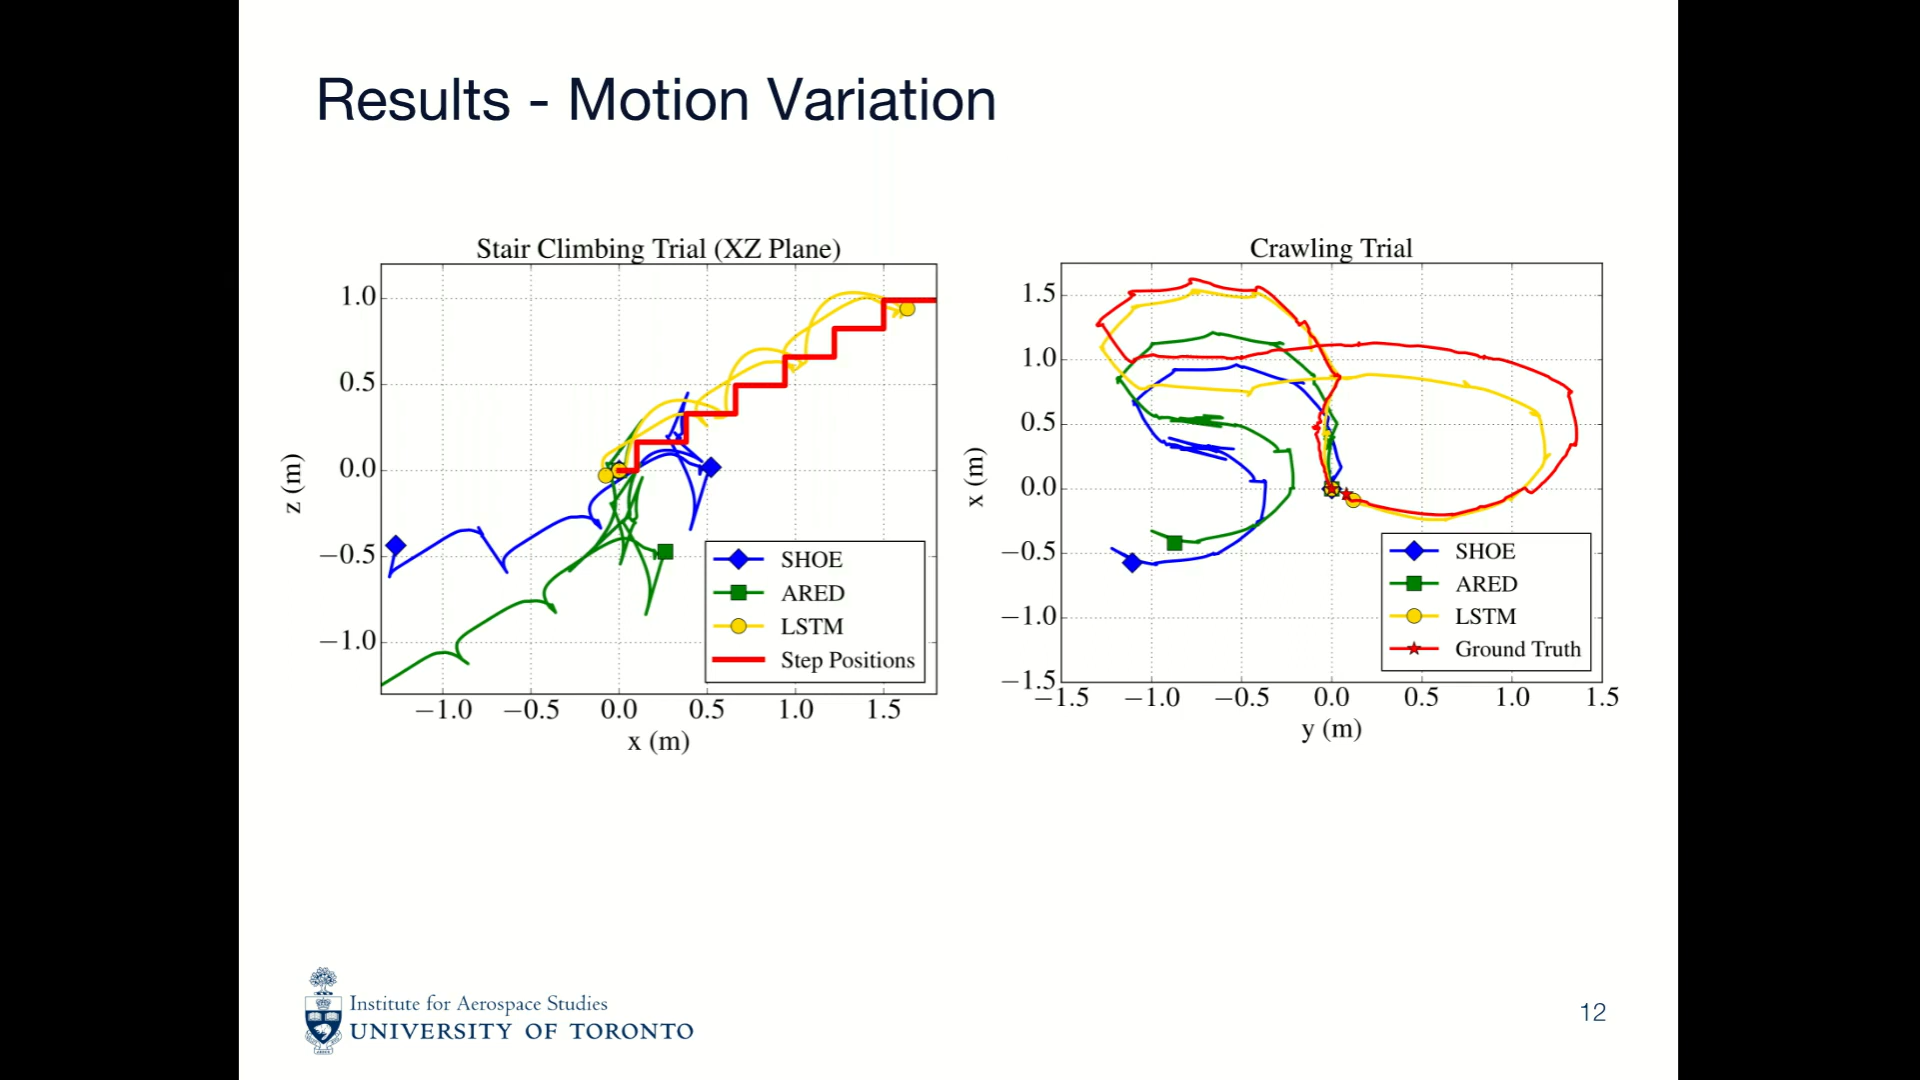 Results - Motion Variation
Stair Climbing Trial (XZ Plane)
1.0
0.5
0.0
−0.5
−1.0
z (m)
−1.0 −0.5 0.0 0.5 1.0 1.5
x (m)
SHOE
ARED
LSTM
Step Positions
Crawling Trial
1.5
1.0
0.5
0.0
−0.5
−1.0
−1.5
x (m)
−1.5 −1.0 −0.5 0.0 0.5 1.0 1.5
y (m)
SHOE
ARED
LSTM
Ground Truth
Institute for Aerospace Studies
UNIVERSITY OF TORONTO
12